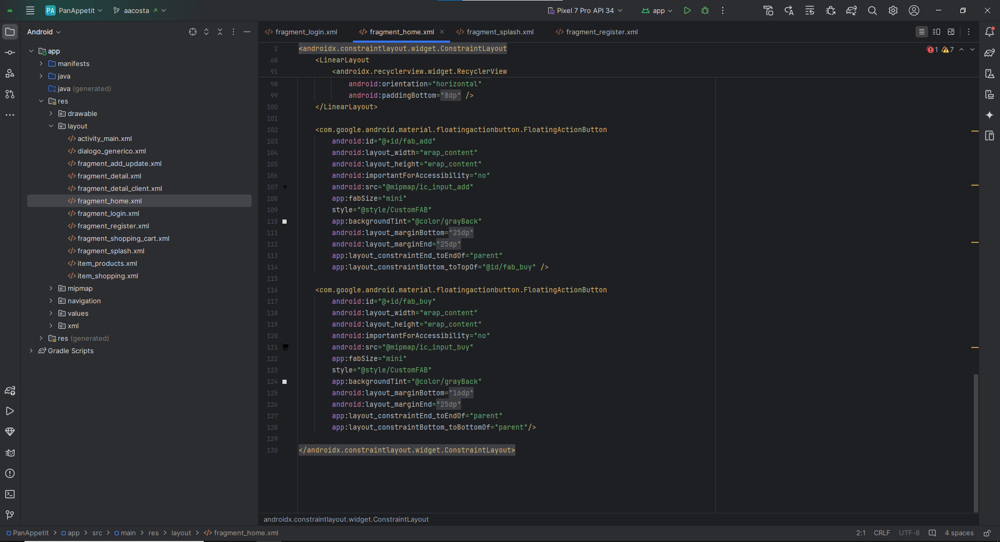 PA PanAppetit aacosta Pixel 7 Pro API 34 app
Android
fragment_login.xml fragment_home.xml fragment_splash.xml fragment_register.xml
app
manifests
java
java (generated)
res
drawable
layout
activity_main.xml
dialogo_generico.xml
fragment_add_update.xml
fragment_detail.xml
fragment_detail_client.xml
fragment_home.xml
fragment_login.xml
fragment_register.xml
fragment_shopping_cart.xml
fragment_splash.xml
item_products.xml
item_shopping.xml
mipmap
navigation
values
xml
res (generated)
Gradle Scripts
1 7
2 <androidx.constraintlayout.widget.ConstraintLayout
68 <LinearLayout
91 <androidx.recyclerview.widget.RecyclerView
98 android:orientation="horizontal"
99 android:paddingBottom="8dp" />
100 </LinearLayout>
101
102 <com.google.android.material.floatingactionbutton.FloatingActionButton
103 android:id="@+id/fab_add"
104 android:layout_width="wrap_content"
105 android:layout_height="wrap_content"
106 android:importantForAccessibility="no"
107 android:src="@mipmap/ic_input_add"
108 app:fabSize="mini"
109 style="@style/CustomFAB"
110 app:backgroundTint="@color/grayBack"
111 android:layout_marginBottom="25dp"
112 android:layout_marginEnd="25dp"
113 app:layout_constraintEnd_toEndOf="parent"
114 app:layout_constraintBottom_toTopOf="@id/fab_buy" />
115
116 <com.google.android.material.floatingactionbutton.FloatingActionButton
117 android:id="@+id/fab_buy"
118 android:layout_width="wrap_content"
119 android:layout_height="wrap_content"
120 android:importantForAccessibility="no"
121 android:src="@mipmap/ic_input_buy"
122 app:fabSize="mini"
123 style="@style/CustomFAB"
124 app:backgroundTint="@color/grayBack"
125 android:layout_marginBottom="16dp"
126 android:layout_marginEnd="25dp"
127 app:layout_constraintEnd_toEndOf="parent"
128 app:layout_constraintBottom_toBottomOf="parent"/>
129
130 </androidx.constraintlayout.widget.ConstraintLayout>
androidx.constraintlayout.widget.ConstraintLayout
PanAppetit > app > src > main > res > layout > fragment_home.xml 2:1 CRLF UTF-8 4 spaces